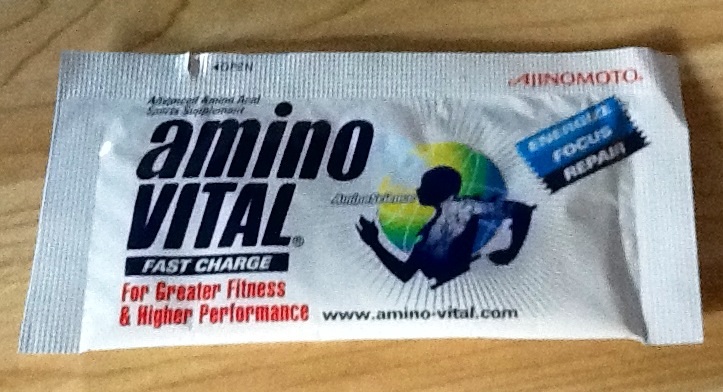 ◄OPEN
AJINOMOTO
Advanced Amino Acid
Sports Supplement
amino
VITAL®
FAST CHARGE
For Greater Fitness
& Higher Performance
AminoScience
ENERGIZE
FOCUS
REPAIR
www.amino-vital.com